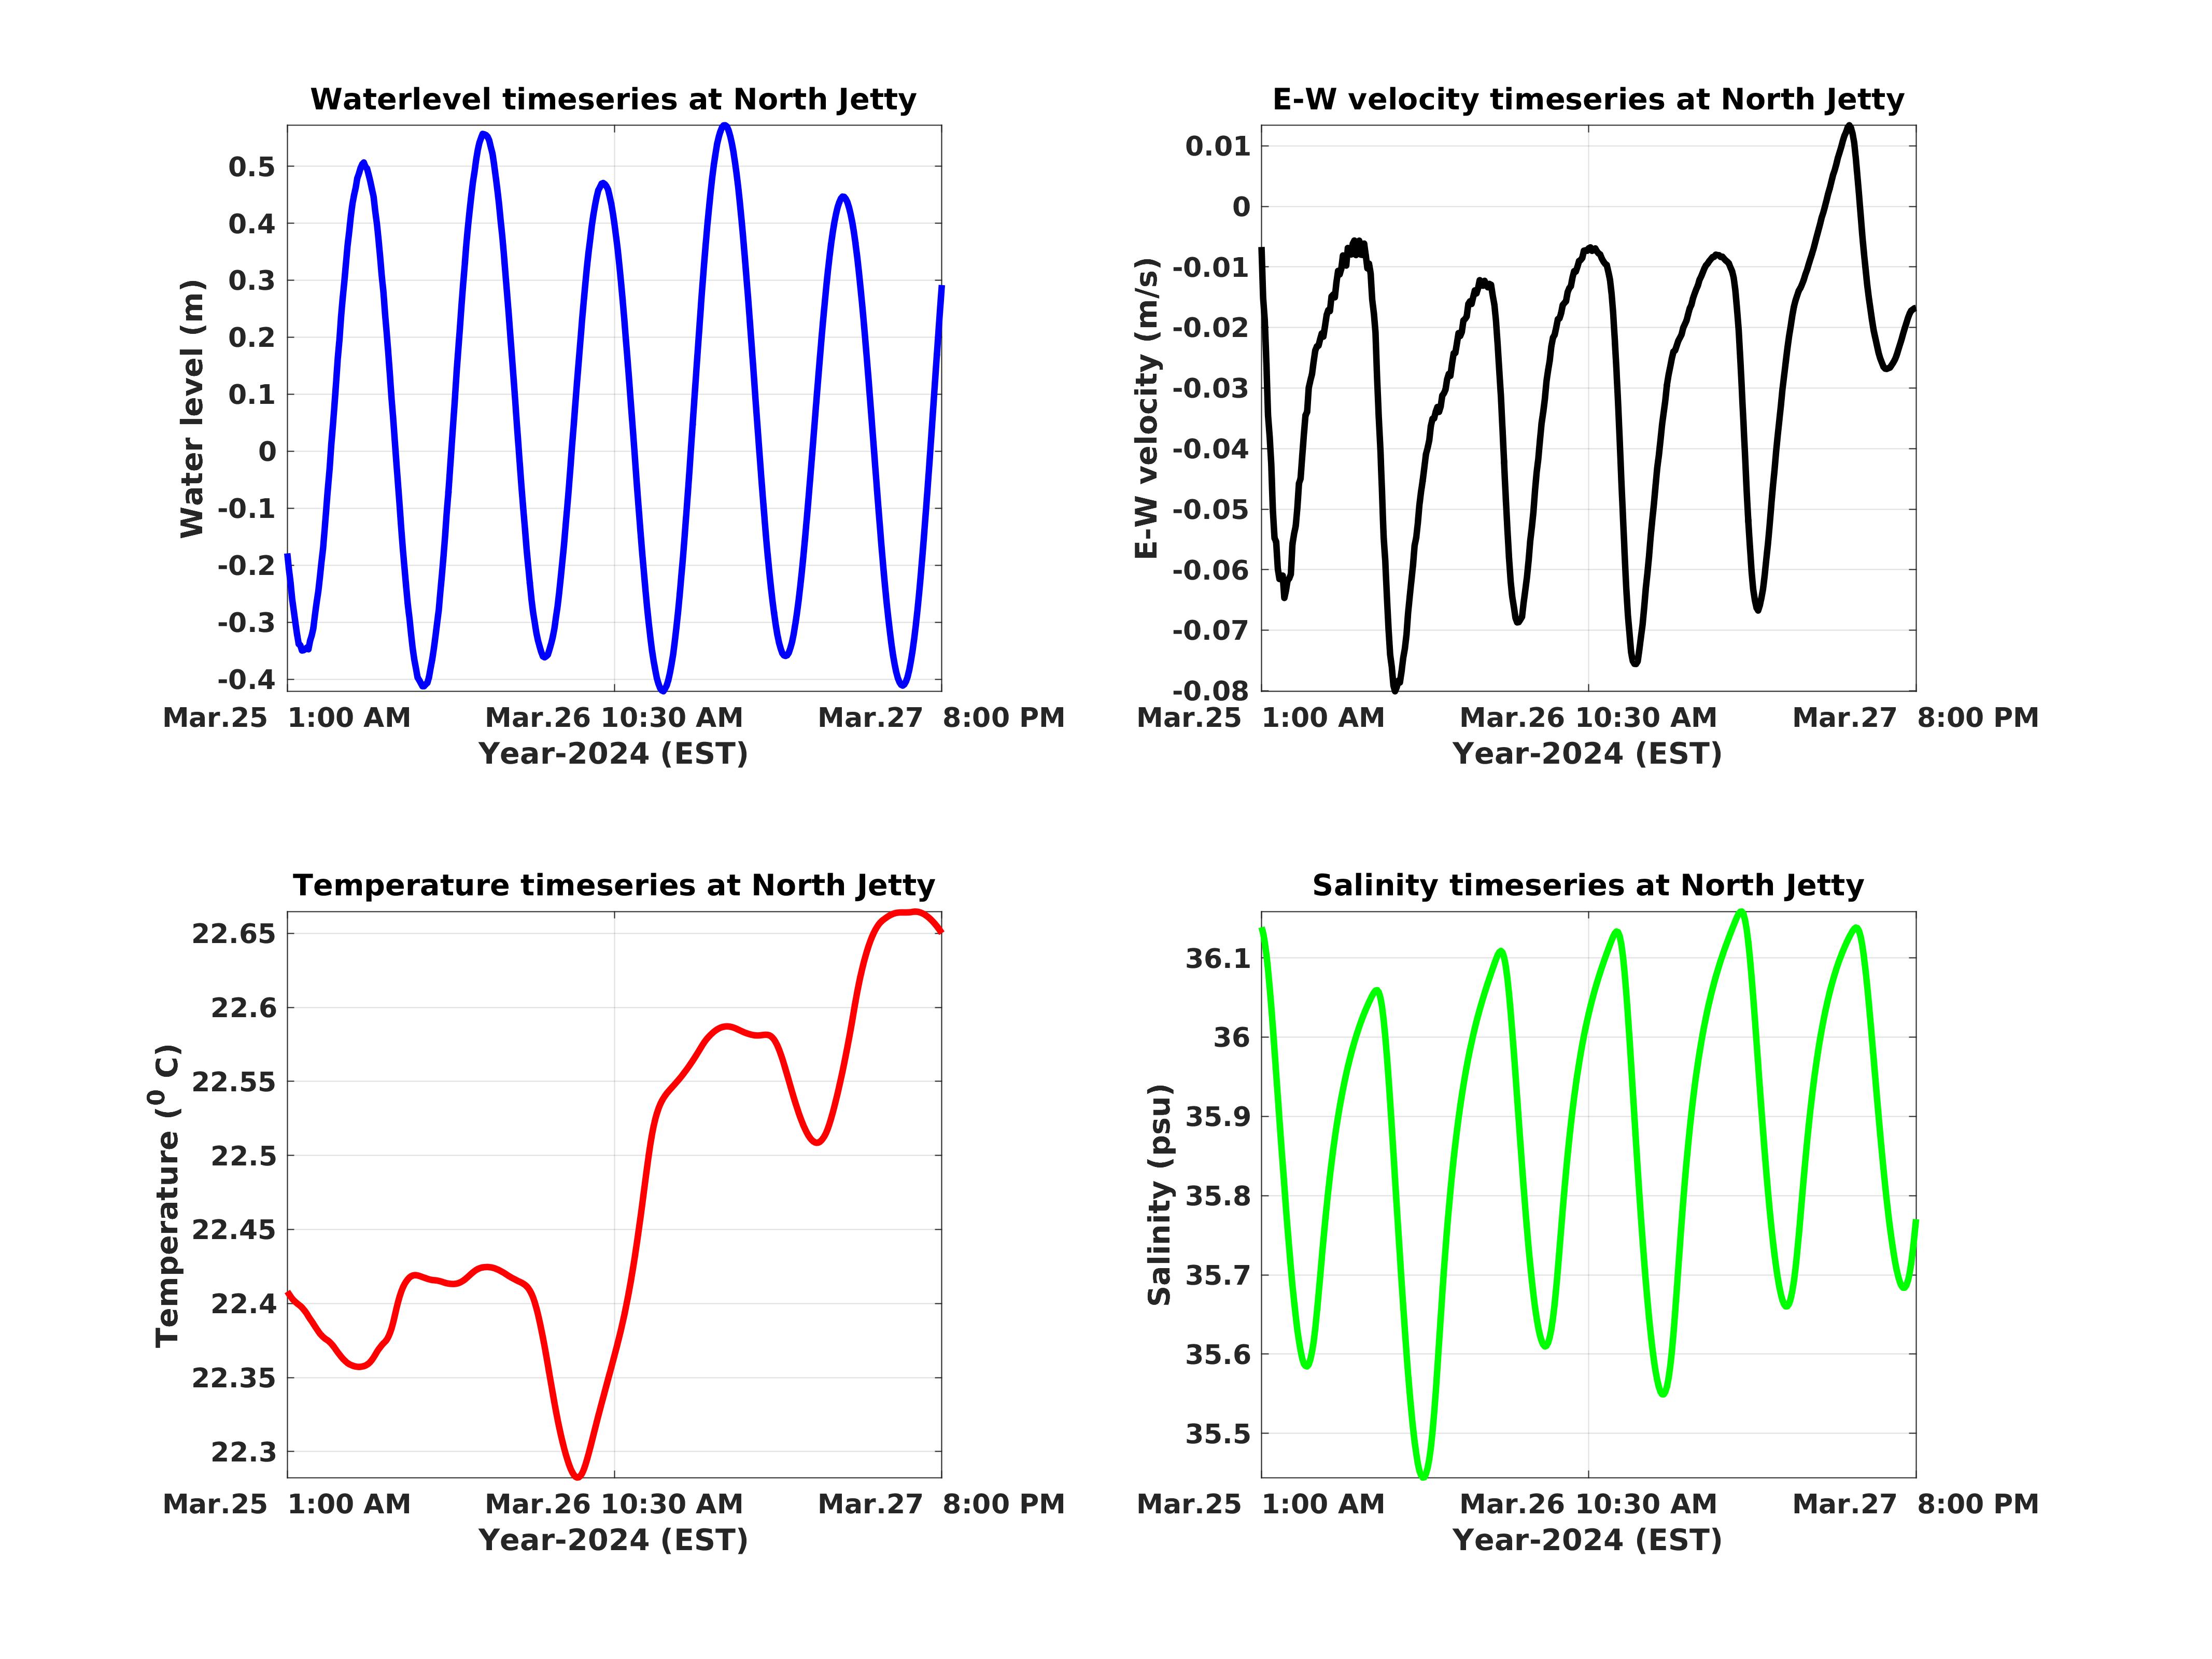 Waterlevel timeseries at North Jetty
0.5
0.4
0.3
0.2
0.1
0
-0.1
-0.2
-0.3
-0.4
Water level (m)
Mar.25 1:00 AM Mar.26 10:30 AM Mar.27 8:00 PM
Year-2024 (EST)
E-W velocity timeseries at North Jetty
0.01
0
-0.01
-0.02
-0.03
-0.04
-0.05
-0.06
-0.07
-0.08
E-W velocity (m/s)
Mar.25 1:00 AM Mar.26 10:30 AM Mar.27 8:00 PM
Year-2024 (EST)
Temperature timeseries at North Jetty
22.65
22.6
22.55
22.5
22.45
22.4
22.35
22.3
Temperature (⁰ C)
Mar.25 1:00 AM Mar.26 10:30 AM Mar.27 8:00 PM
Year-2024 (EST)
Salinity timeseries at North Jetty
36.1
36
35.9
35.8
35.7
35.6
35.5
Salinity (psu)
Mar.25 1:00 AM Mar.26 10:30 AM Mar.27 8:00 PM
Year-2024 (EST)